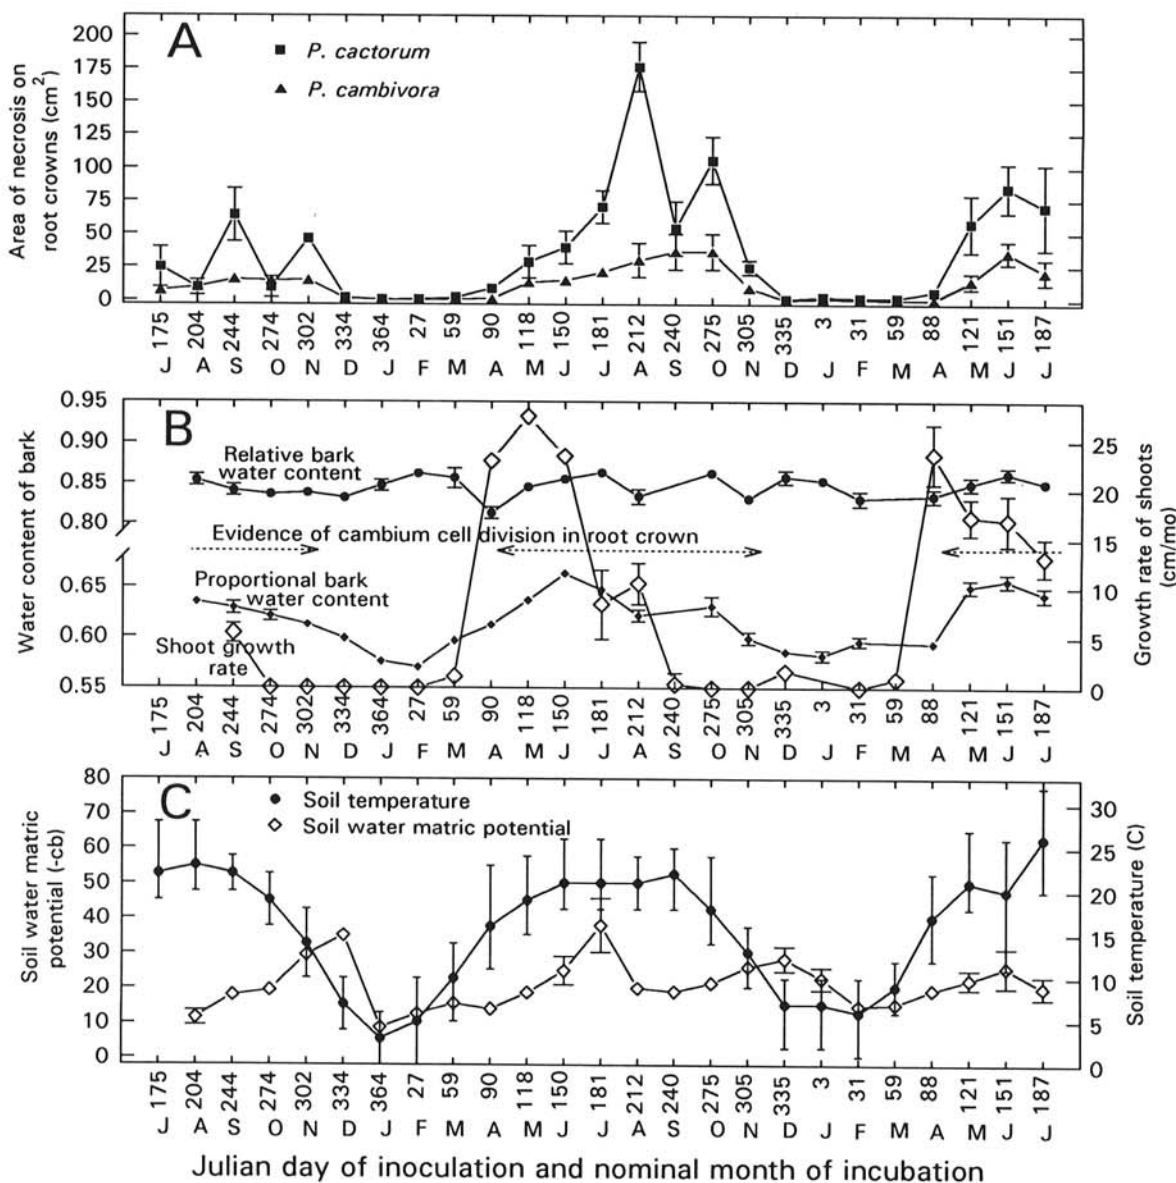 A
P. cactorum
P. cambivora
Area of necrosis on
root crowns (cm2)
200
175
150
125
100
75
50
25
0
175 204 244 274 302 334 364 27 59 90 118 150 181 212 240 275 305 335 3 31 59 88 121 151 187
J A S O N D J F M A M J J A S O N D J F M A M J J
B
Water content of bark
0.95
0.90
0.85
0.80
0.65
0.60
0.55
Relative bark
water content
Evidence of cambium cell division in root crown
Proportional bark
water content
Shoot growth
rate
25
20
15
10
5
0
Growth rate of shoots
(cm/mo)
175 204 244 274 302 334 364 27 59 90 118 150 181 212 240 275 305 335 3 31 59 88 121 151 187
J A S O N D J F M A M J J A S O N D J F M A M J J
C
Soil temperature
Soil water matric potential
Soil water matric
potential (-cb)
80
70
60
50
40
30
20
10
0
30
25
20
15
10
5
0
Soil temperature (C)
175 204 244 274 302 334 364 27 59 90 118 150 181 212 240 275 305 335 3 31 59 88 121 151 187
J A S O N D J F M A M J J A S O N D J F M A M J J
Julian day of inoculation and nominal month of incubation